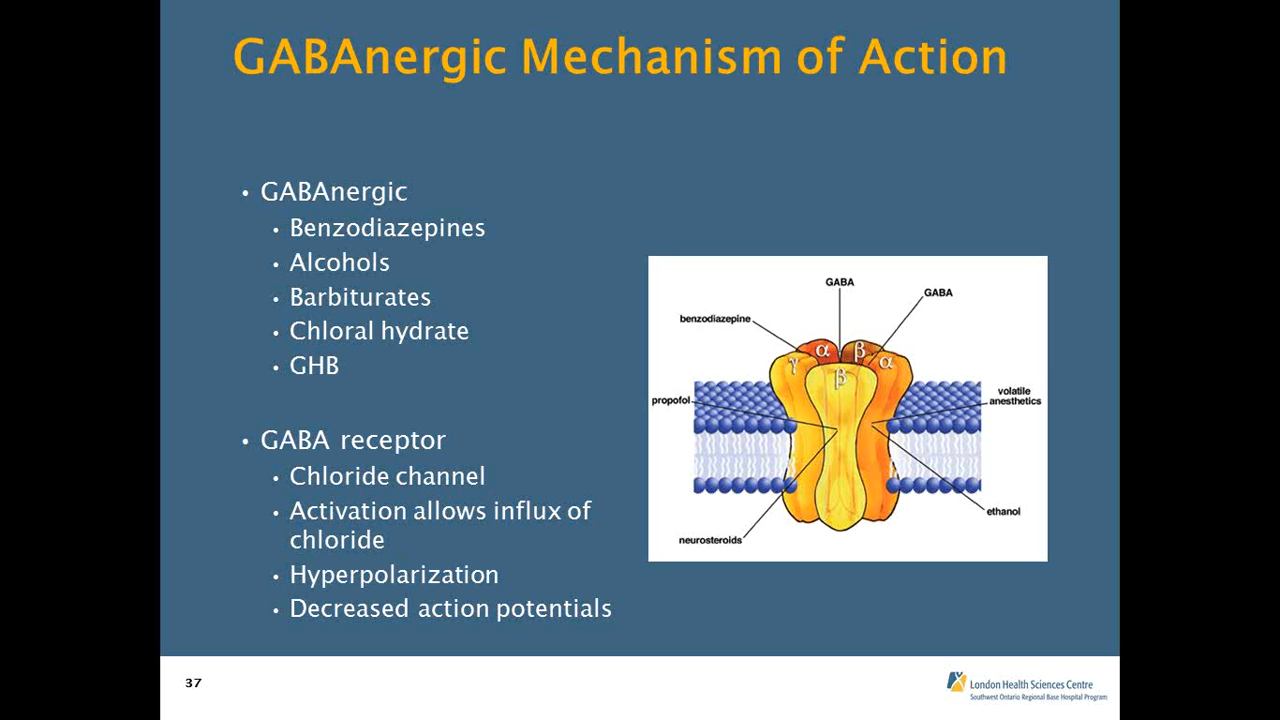 GABAnergic Mechanism of Action
• GABAnergic
• Benzodiazepines
• Alcohols
• Barbiturates
• Chloral hydrate
• GHB
• GABA receptor
• Chloride channel
• Activation allows influx of
chloride
• Hyperpolarization
• Decreased action potentials
GABA
GABA
benzodiazepine
α
β
γ
α
β
propofol
volatile
anesthetics
ethanol
neurosteroids
37
London Health Sciences Centre
Southwest Ontario Regional Base Hospital Program